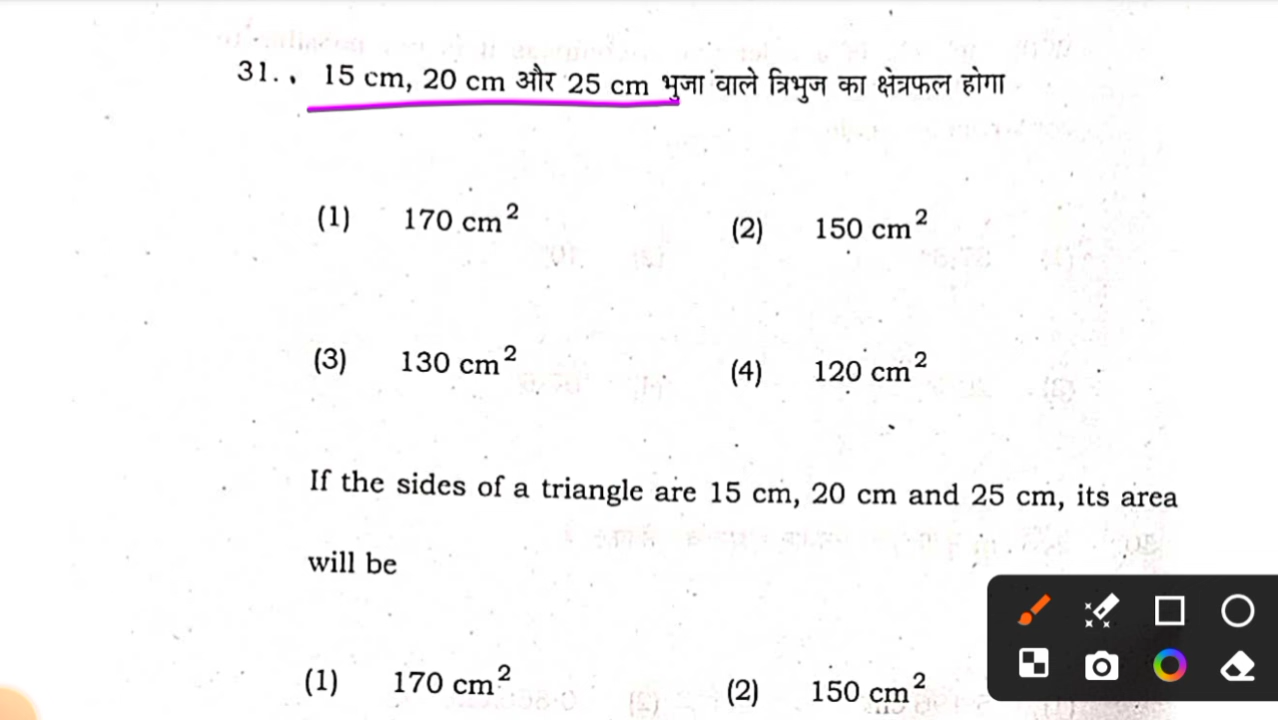 31. 15 cm, 20 cm और 25 cm भुजा वाले त्रिभुज का क्षेत्रफल होगा
(1) 170 cm² (2) 150 cm²
(3) 130 cm² (4) 120 cm²
If the sides of a triangle are 15 cm, 20 cm and 25 cm, its area
will be
(1) 170 cm² (2) 150 cm²